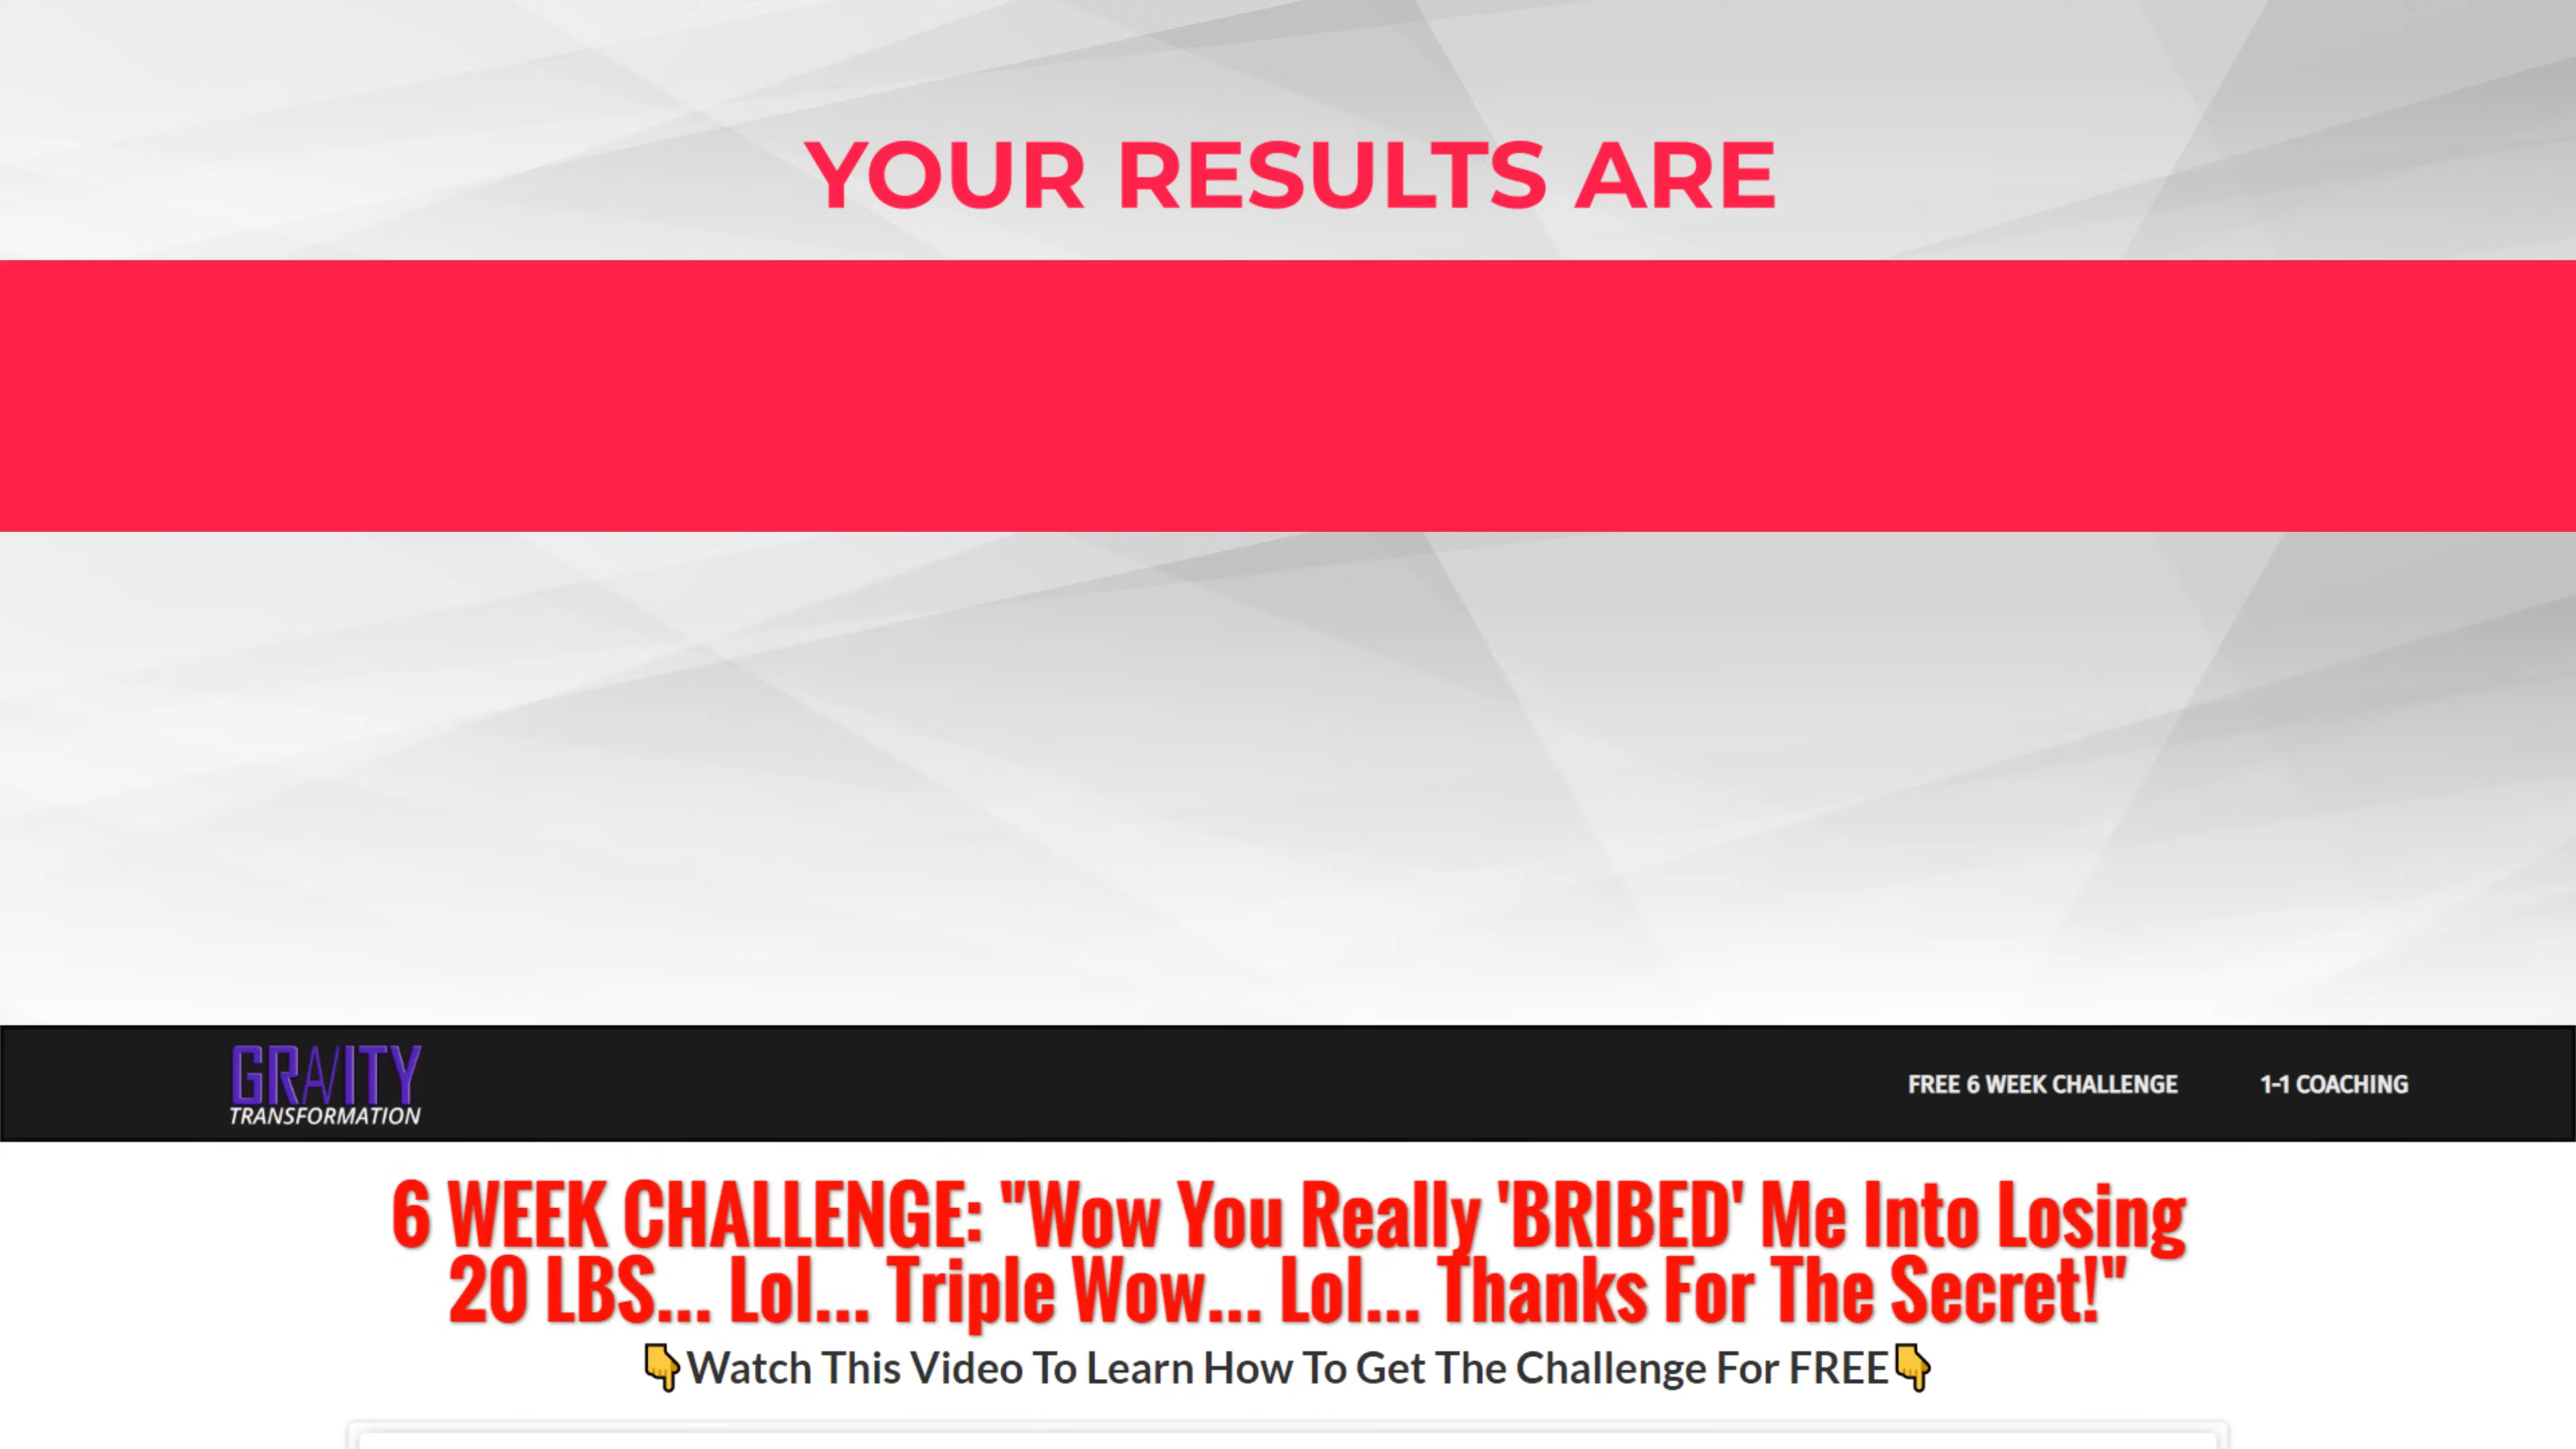 YOUR RESULTS ARE
GRAVITY
TRANSFORMATION
FREE 6 WEEK CHALLENGE
1-1 COACHING
6 WEEK CHALLENGE: "Wow You Really 'BRIBED' Me Into Losing
20 LBS... Lol... Triple Wow... Lol... Thanks For The Secret!"
👇Watch This Video To Learn How To Get The Challenge For FREE👇